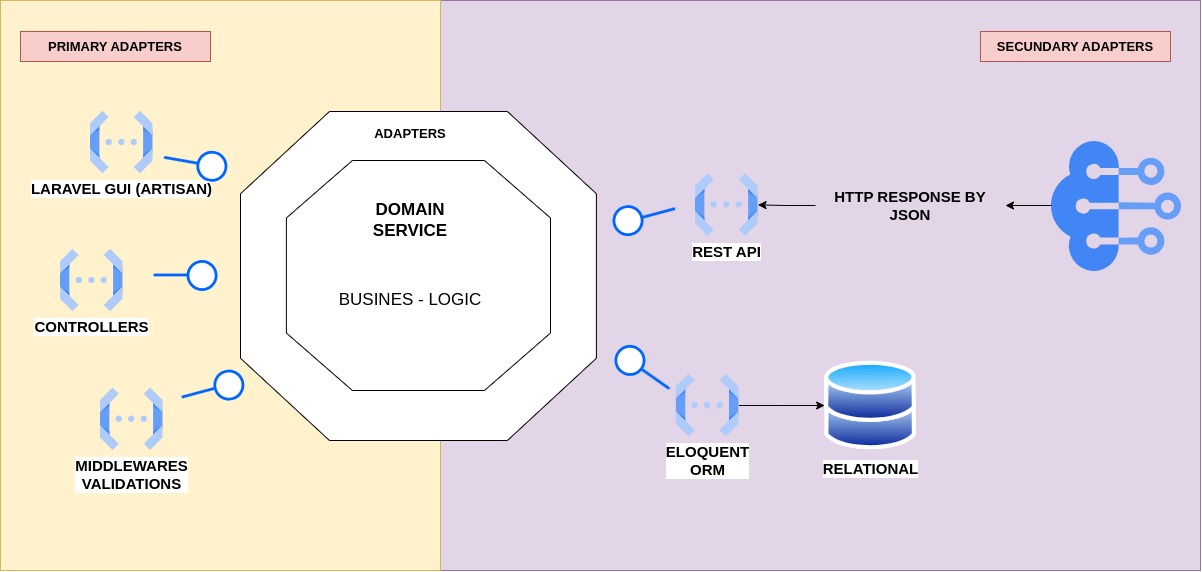 PRIMARY ADAPTERS
SECUNDARY ADAPTERS
ADAPTERS
LARAVEL GUI (ARTISAN)
DOMAIN
SERVICE
HTTP RESPONSE BY
JSON
REST API
BUSINES - LOGIC
CONTROLLERS
MIDDLEWARES
VALIDATIONS
ELOQUENT
ORM
RELATIONAL